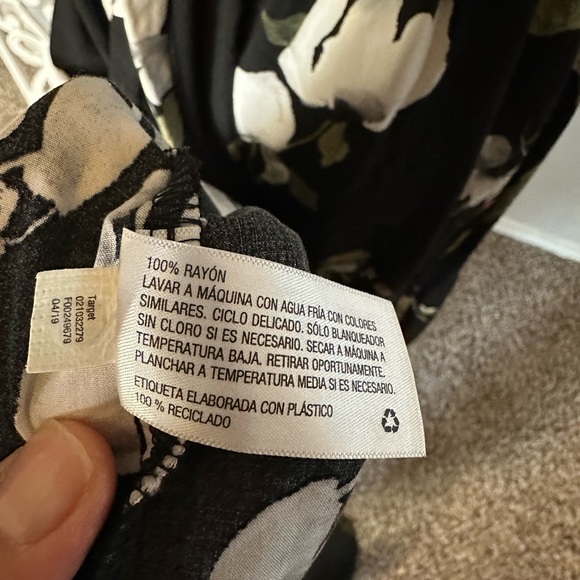 100% RAYÓN
LAVAR A MÁQUINA CON AGUA FRÍA CON COLORES
SIMILARES. CICLO DELICADO. SÓLO BLANQUEADOR
SIN CLORO SI ES NECESARIO. SECAR A MÁQUINA A
TEMPERATURA BAJA. RETIRAR OPORTUNAMENTE.
PLANCHAR A TEMPERATURA MEDIA SI ES NECESARIO.
ETIQUETA ELABORADA CON PLÁSTICO
100% RECICLADO
Target
021032279
F00249679
04/19